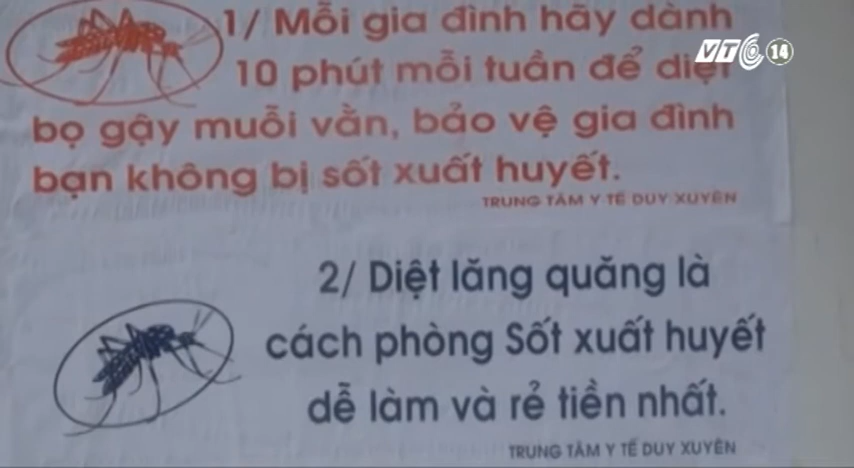 1/ Mỗi gia đình hãy dành
VTC 14
10 phút mỗi tuần để diệt
bọ gậy muỗi vằn, bảo vệ gia đình
bạn không bị sốt xuất huyết.
TRUNG TÂM Y TẾ DUY XUYÊN
2/ Diệt lăng quăng là
cách phòng Sốt xuất huyết
dễ làm và rẻ tiền nhất.
TRUNG TÂM Y TẾ DUY XUYÊN